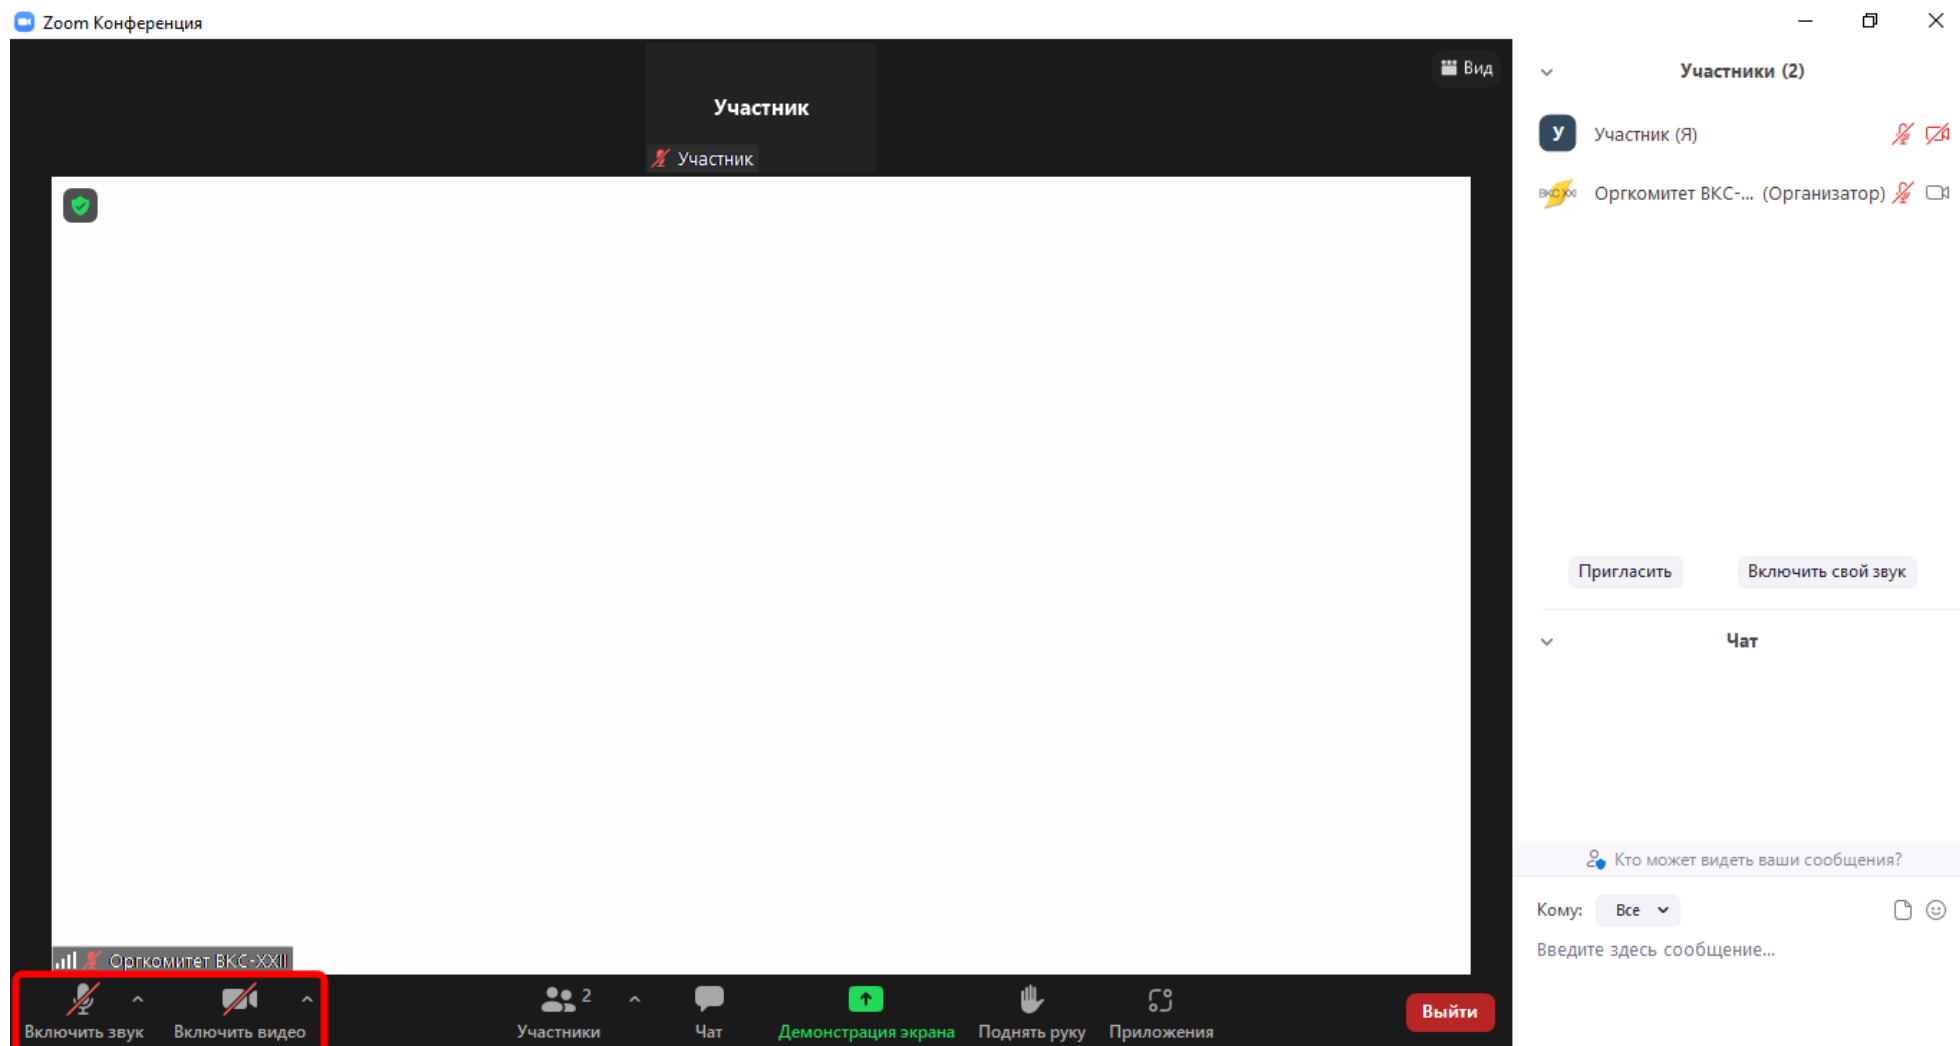 Zoom Конференция
Вид
Участник
Участник
Оргкомитет ВКС-XXII
Включить звук
Включить видео
2
Участники
Чат
Демонстрация экрана
Поднять руку
Приложения
Выйти
Участники (2)
У Участник (Я)
ВКС XXI Оргкомитет ВКС-... (Организатор)
Пригласить
Включить свой звук
Чат
Кто может видеть ваши сообщения?
Кому: Все
Введите здесь сообщение...